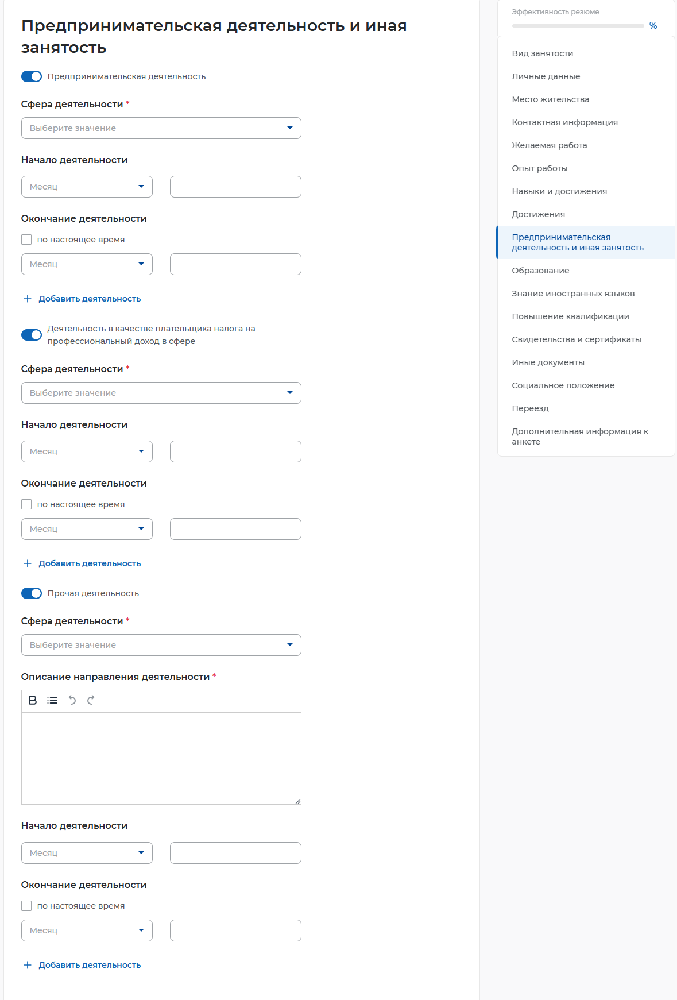 Предпринимательская деятельность и иная
занятость
Предпринимательская деятельность
Сфера деятельности *
Выберите значение
Начало деятельности
Месяц
Окончание деятельности
по настоящее время
Месяц
Добавить деятельность
Деятельность в качестве плательщика налога на
профессиональный доход в сфере
Сфера деятельности *
Выберите значение
Начало деятельности
Месяц
Окончание деятельности
по настоящее время
Месяц
Добавить деятельность
Прочая деятельность
Сфера деятельности *
Выберите значение
Описание направления деятельности *
B
Начало деятельности
Месяц
Окончание деятельности
по настоящее время
Месяц
Добавить деятельность
Эффективность резюме
%
Вид занятости
Личные данные
Место жительства
Контактная информация
Желаемая работа
Опыт работы
Навыки и достижения
Достижения
Предпринимательская
деятельность и иная занятость
Образование
Знание иностранных языков
Повышение квалификации
Свидетельства и сертификаты
Иные документы
Социальное положение
Переезд
Дополнительная информация к
анкете